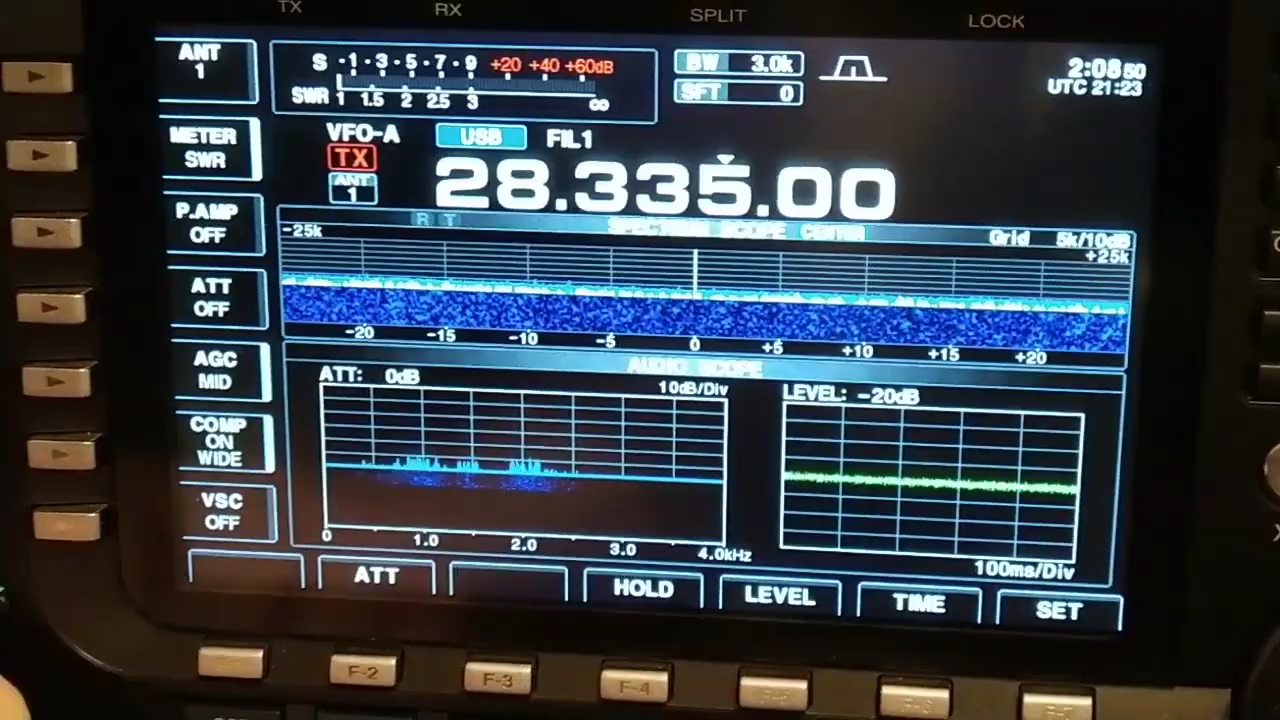 TX RX SPLIT LOCK
ANT
1
S ·1·3·5·7·9 +20 +40 +60dB
SWR 1 1.5 2 2.5 3 ∞
BW 3.0k
SFT 0
2:08 50
UTC 21:23
METER
SWR
VFO-A USB FIL1
TX
ANT
1
28.335.00
P.AMP
OFF
R T SPECTRUM SCOPE CENTER Grid 5k/10dB
-25k +25k
ATT
OFF
-20 -15 -10 -5 0 +5 +10 +15 +20
AGC
MID
AUDIO SCOPE
ATT: 0dB 10dB/Div LEVEL: -20dB
COMP
ON
WIDE
VSC
OFF
0 1.0 2.0 3.0 4.0kHz
100ms/Div
ATT HOLD LEVEL TIME SET
F-2 F-3 F-4